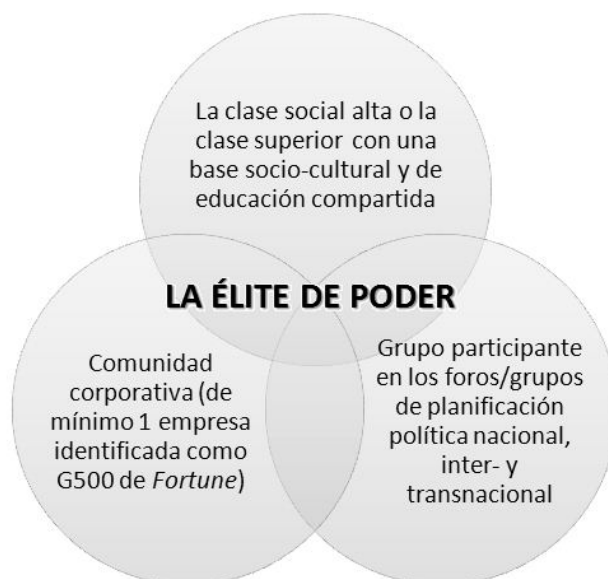 La clase social alta o la
clase superior con una
base socio-cultural y de
educación compartida
LA ÉLITE DE PODER
Comunidad
corporativa (de
mínimo 1 empresa
identificada como
G500 de Fortune)
Grupo participante
en los foros/grupos
de planificación
política nacional,
inter- y
transnacional